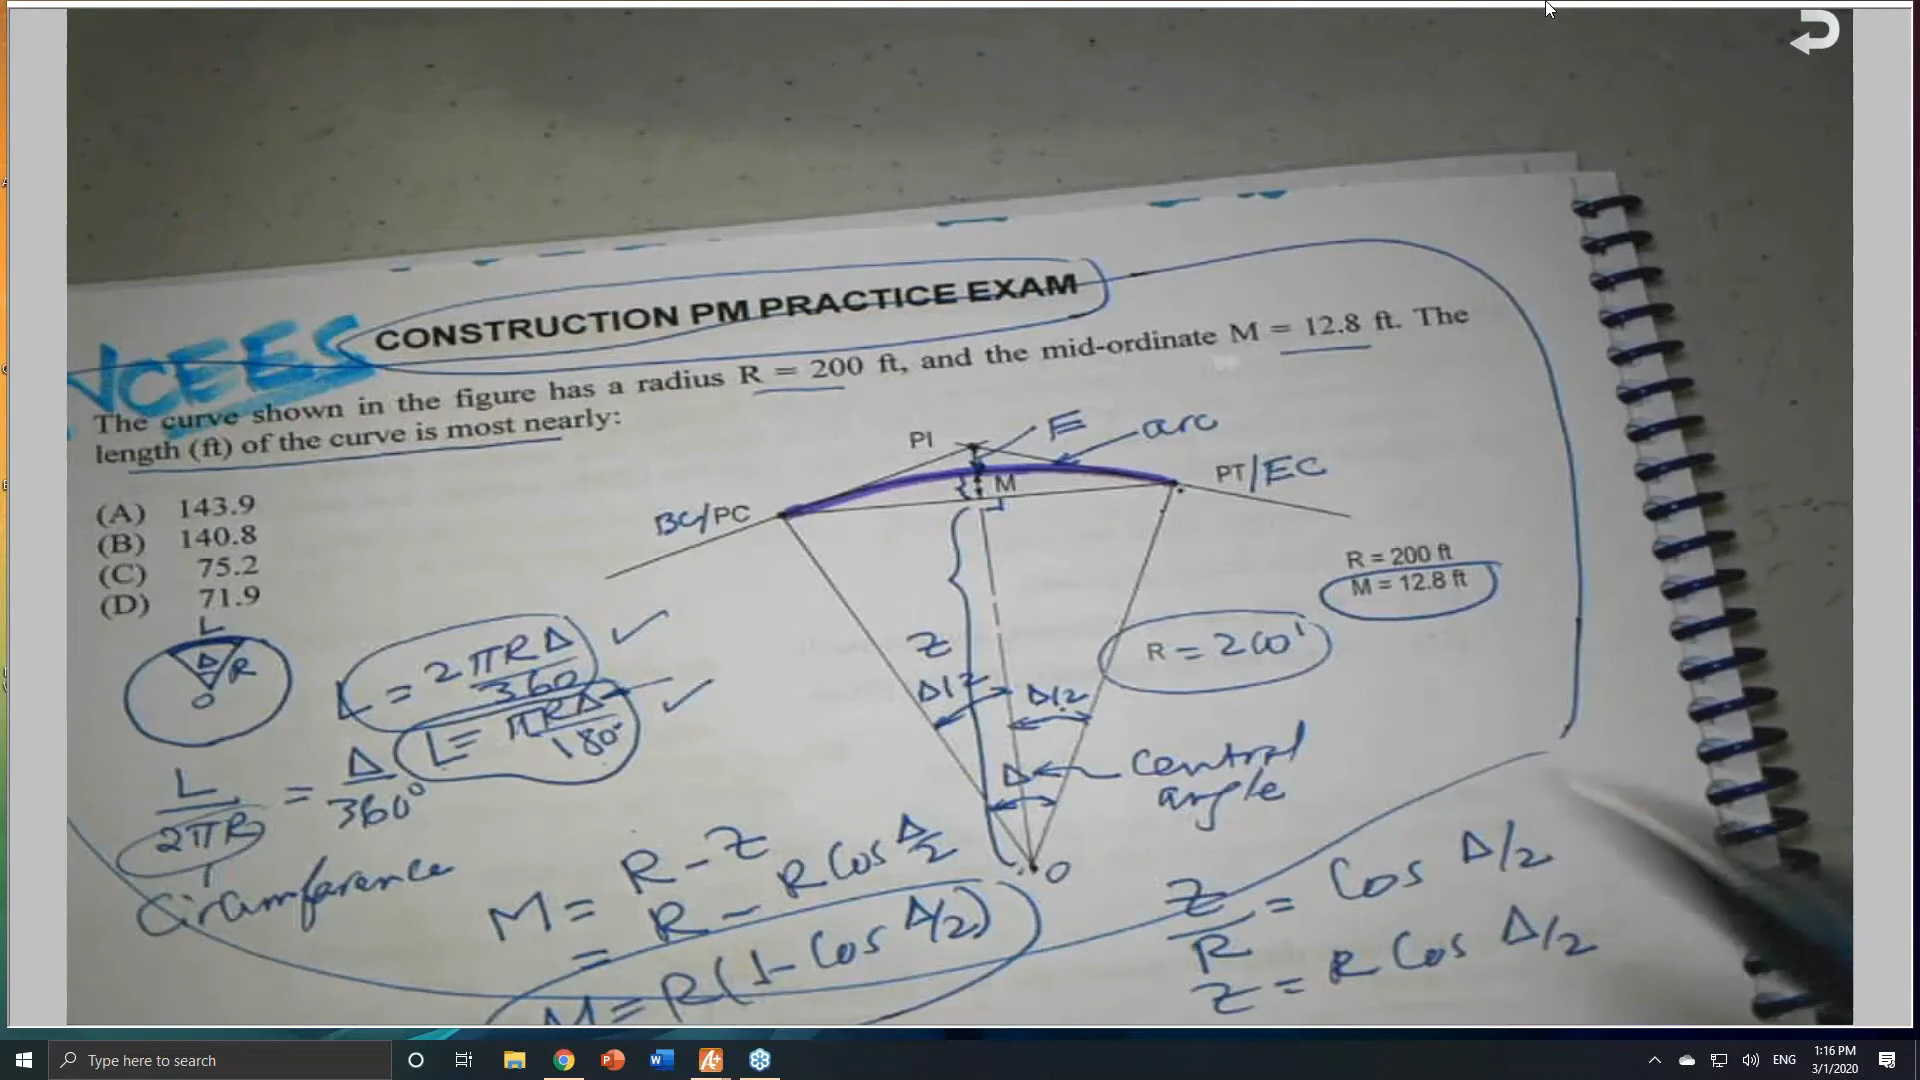 NCEES
CONSTRUCTION PM PRACTICE EXAM
The curve shown in the figure has a radius R = 200 ft, and the mid-ordinate M = 12.8 ft. The
length (ft) of the curve is most nearly:
(A) 143.9
(B) 140.8
(C) 75.2
(D) 71.9
PI
E
arc
M
BC/PC
PT/EC
R = 200 ft
M = 12.8 ft
Z
R = 200'
Δ/2
Δ/2
Δ
central
angle
O
L
Δ
R
O
L = 2πRΔ/360
L = πRΔ/180°
L/2πR = Δ/360°
Circumference
M = R - Z
= R - R Cos Δ/2
M = R(1 - Cos Δ/2)
Z/R = Cos Δ/2
Z = R Cos Δ/2
Type here to search
ENG
1:16 PM
3/1/2020